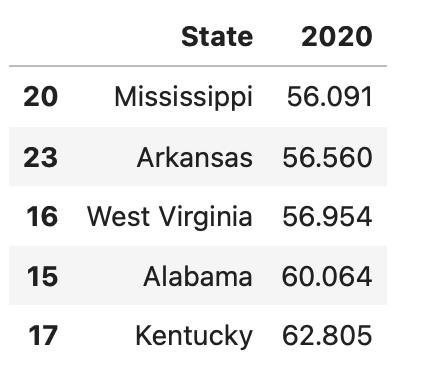 State 2020
20 Mississippi 56.091
23 Arkansas 56.560
16 West Virginia 56.954
15 Alabama 60.064
17 Kentucky 62.805